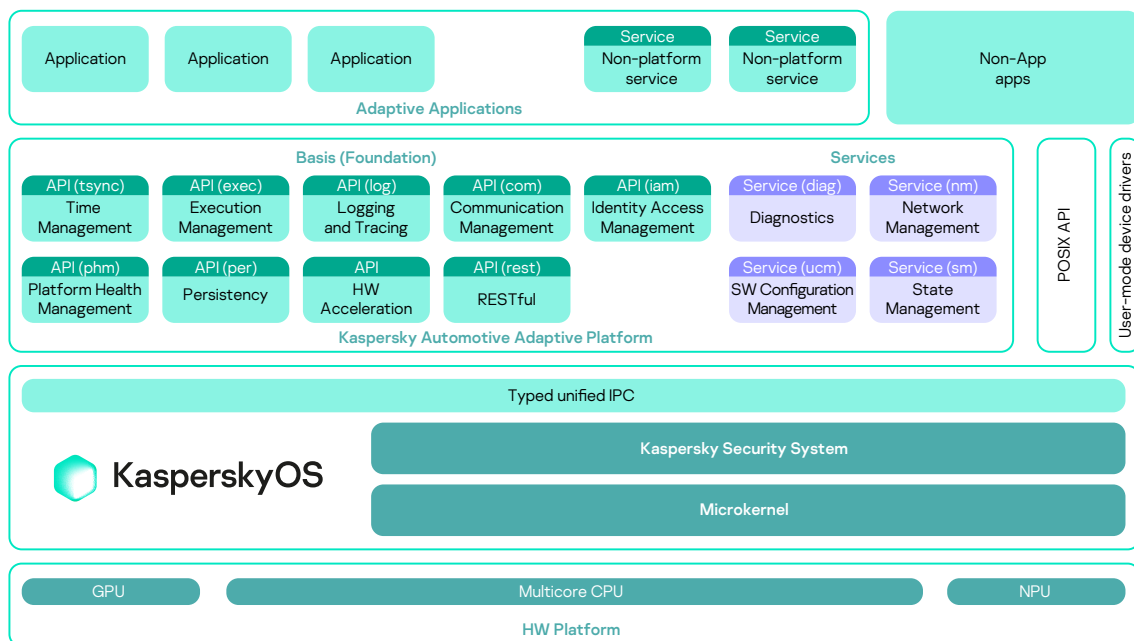 Application
Application
Application
Service
Non-platform
service
Service
Non-platform
service
Adaptive Applications
Non-App
apps
Basis (Foundation)
Services
API (tsync)
Time
Management
API (exec)
Execution
Management
API (log)
Logging
and Tracing
API (com)
Communication
Management
API (iam)
Identity Access
Management
Service (diag)
Diagnostics
Service (nm)
Network
Management
API (phm)
Platform Health
Management
API (per)
Persistency
API
HW
Acceleration
API (rest)
RESTful
Service (ucm)
SW Configuration
Management
Service (sm)
State
Management
Kaspersky Automotive Adaptive Platform
POSIX API
User-mode device drivers
Typed unified IPC
KasperskyOS
Kaspersky Security System
Microkernel
GPU
Multicore CPU
NPU
HW Platform